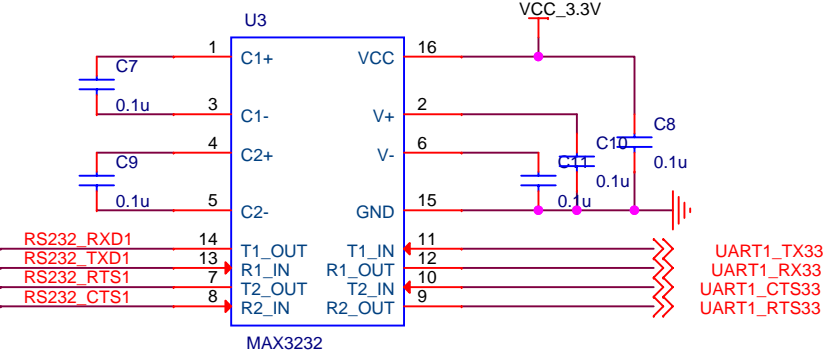 VCC_3.3V
U3
1 C1+ VCC 16
C7
0.1u
3 C1- V+ 2
C8
0.1u
4 C2+ V- 6
C10
0.1u
C9
0.1u
C11
0.1u
5 C2- GND 15
RS232_RXD1 14 T1_OUT T1_IN 11 UART1_TX33
RS232_TXD1 13 R1_IN R1_OUT 12 UART1_RX33
RS232_RTS1 7 T2_OUT T2_IN 10 UART1_CTS33
RS232_CTS1 8 R2_IN R2_OUT 9 UART1_RTS33
MAX3232